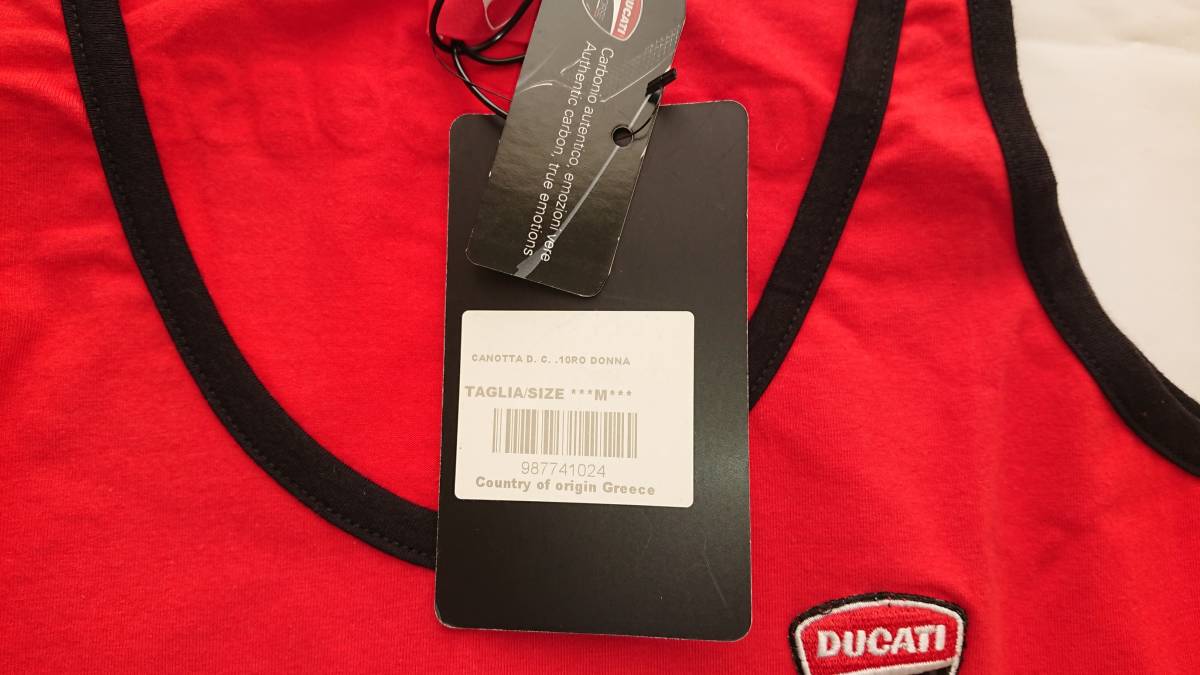 DUCATI
Carbonio autentico, emozioni vere
Authentic carbon, true emotions
CANOTTA D. C. .10RO DONNA
TAGLIA/SIZE ***M***
987741024
Country of origin Greece
DUCATI